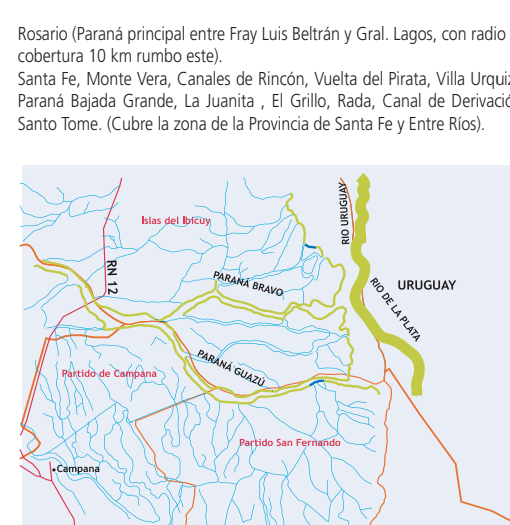 Rosario (Paraná principal entre Fray Luis Beltrán y Gral. Lagos, con radio
cobertura 10 km rumbo este).
Santa Fe, Monte Vera, Canales de Rincón, Vuelta del Pirata, Villa Urquiz
Paraná Bajada Grande, La Juanita , El Grillo, Rada, Canal de Derivació
Santo Tome. (Cubre la zona de la Provincia de Santa Fe y Entre Ríos).
Islas del Ibicuy
RIO URUGUAY
RN 12
PARANÁ BRAVO
URUGUAY
RIO DE LA PLATA
PARANÁ GUAZÚ
Partido de Campana
Partido San Fernando
Campana